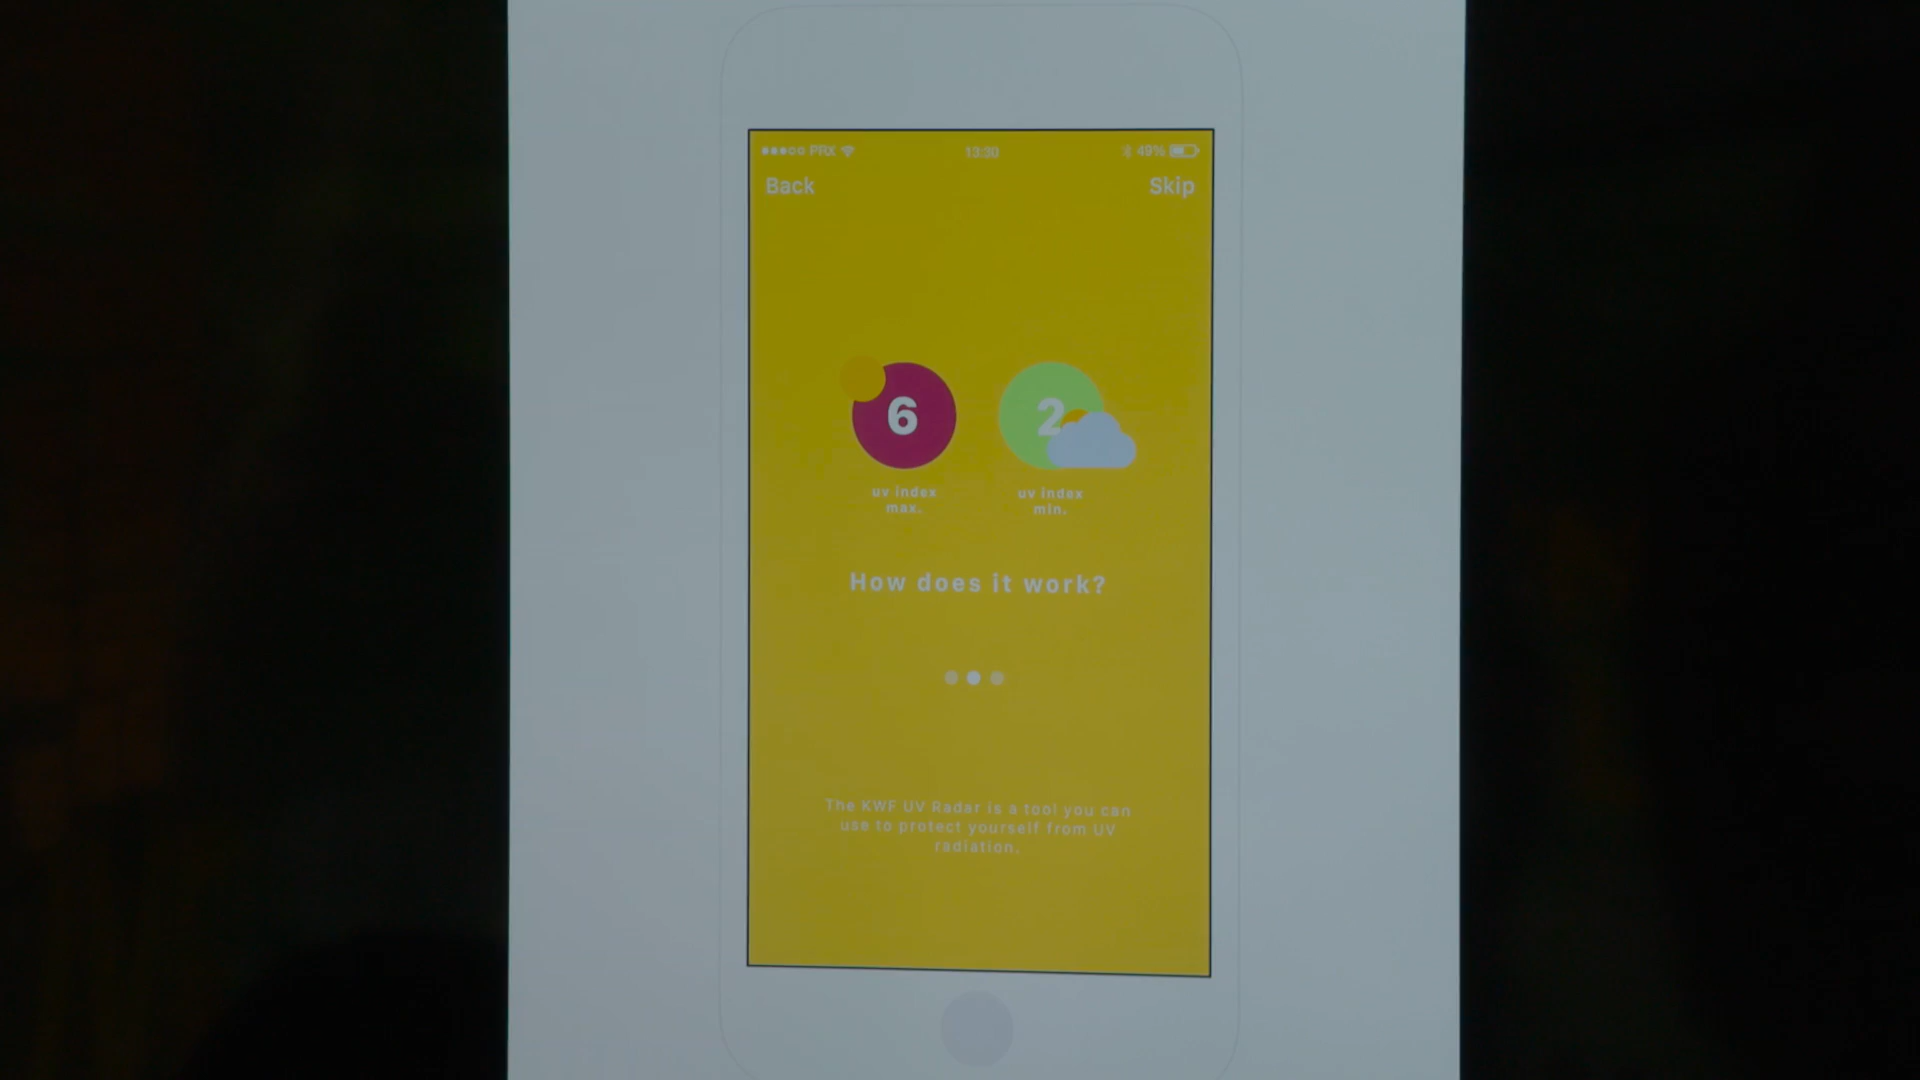 PRX 13:30 49%
Back Skip
6 2
uv index max. uv index min.
How does it work?
The KWF UV Radar is a tool you can
use to protect yourself from UV
radiation.